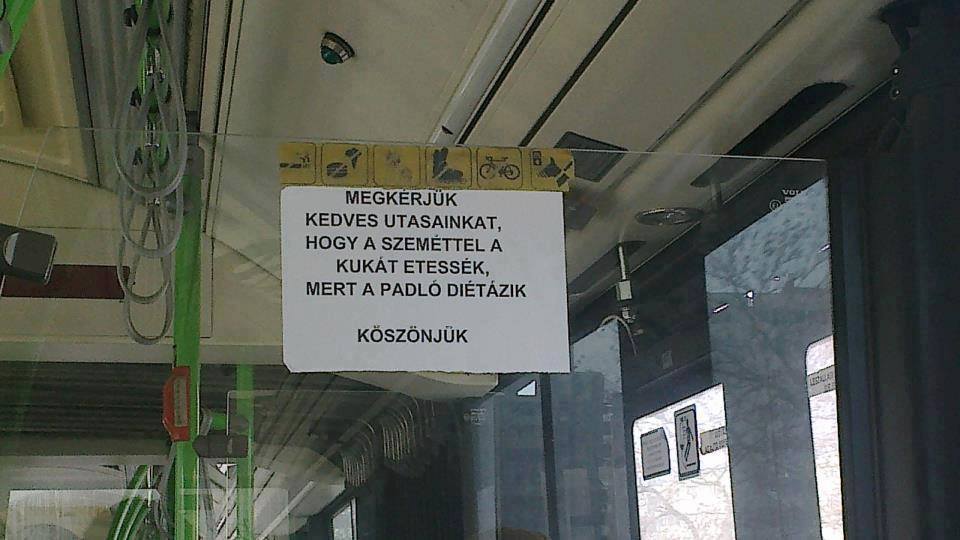 MEGKÉRJÜK
KEDVES UTASAINKAT,
HOGY A SZEMÉTTEL A
KUKÁT ETESSÉK,
MERT A PADLÓ DIÉTÁZIK
KÖSZÖNJÜK